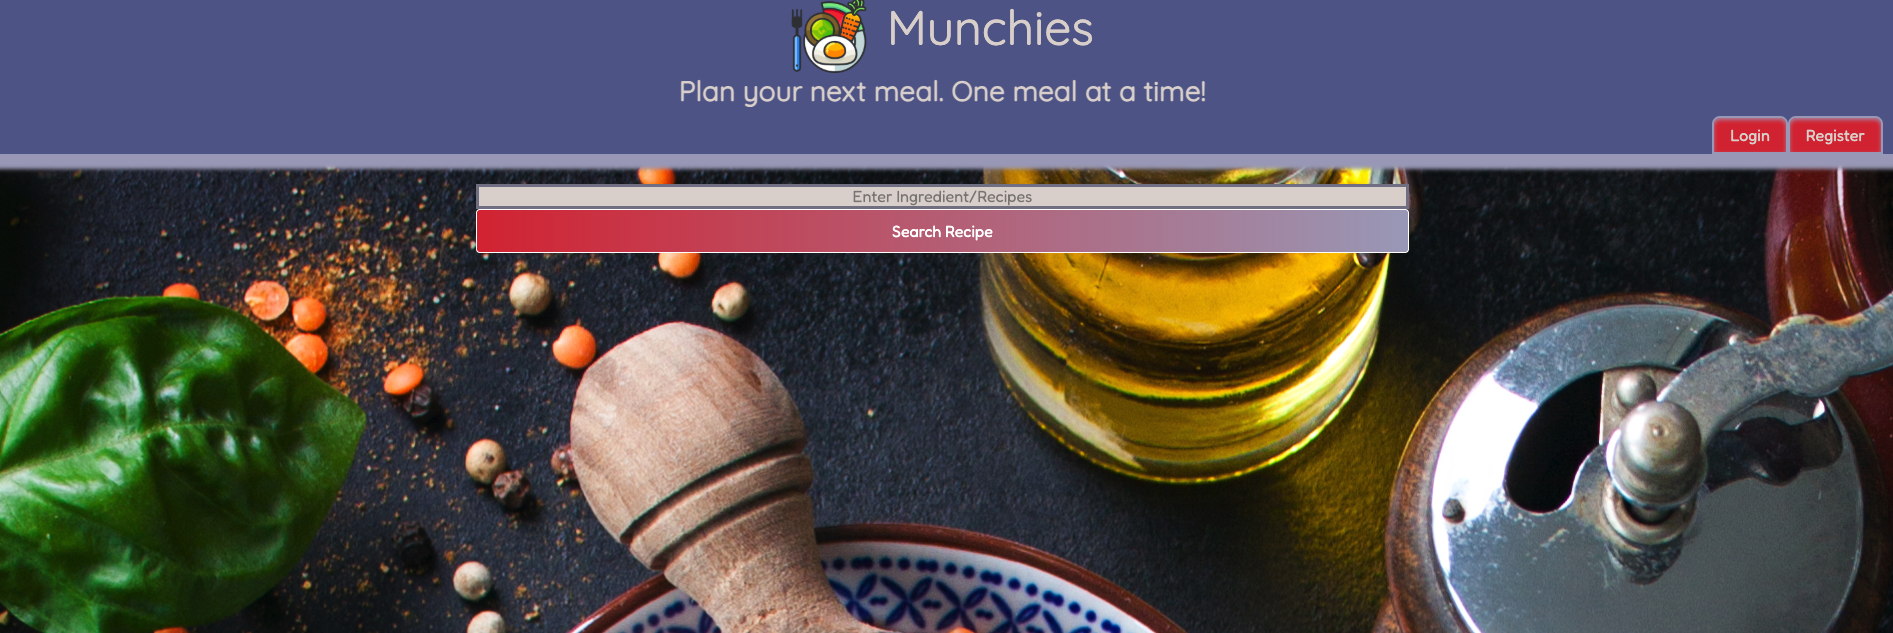 Munchies
Plan your next meal. One meal at a time!
Login
Register
Enter Ingredient/Recipes
Search Recipe